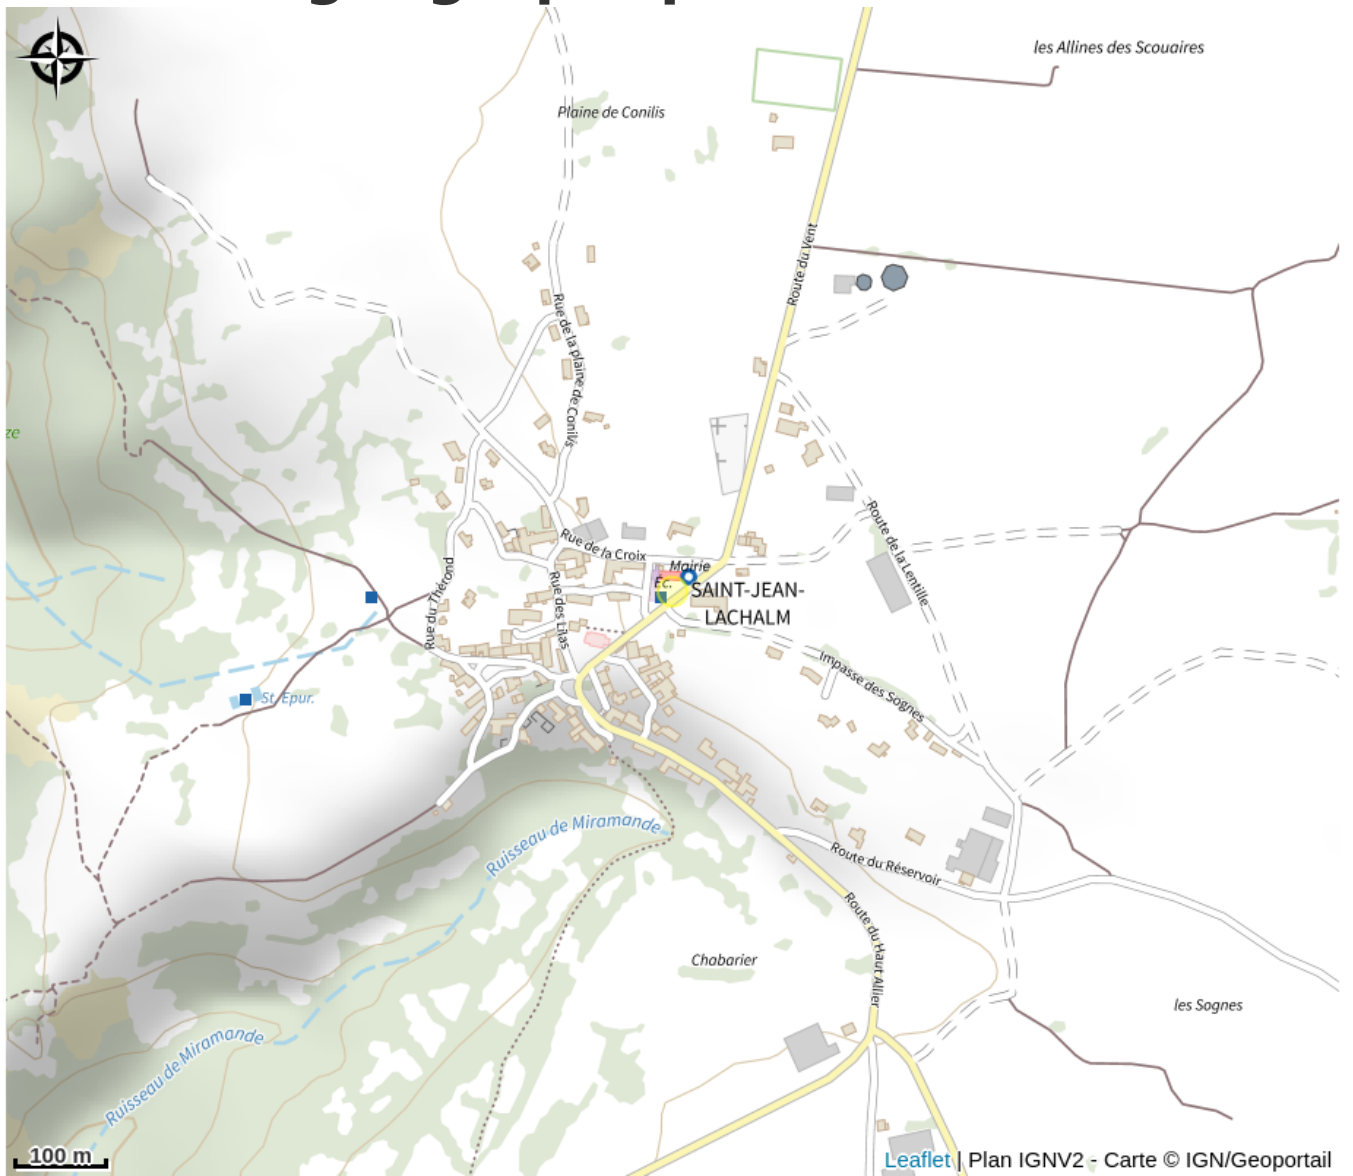 les Allines des Scouaires
Plaine de Conilis
Route du Vent
Rue de la plaine de Conilis
ze
Route de la Lentille
Rue de la Croix
Mairie
Éc.
SAINT-JEAN-
LACHALM
Rue du Thérond
Rue des Lilas
Impasse des Sognes
St. Epur.
Ruisseau de Miramande
Route du Réservoir
Route du Haut Allier
Chabarier
les Sognes
Ruisseau de Miramande
100 m
Leaflet | Plan IGNV2 - Carte © IGN/Geoportail